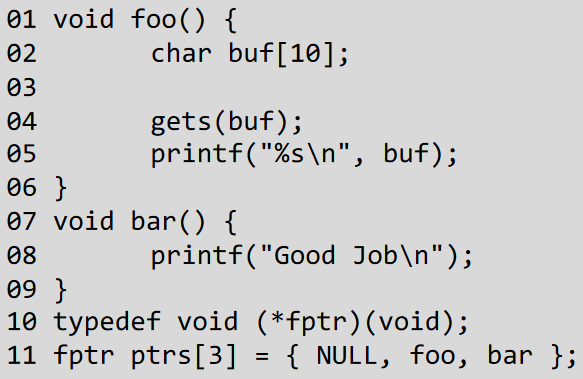 01 void foo() {
02 char buf[10];
03
04 gets(buf);
05 printf("%s\n", buf);
06 }
07 void bar() {
08 printf("Good Job\n");
09 }
10 typedef void (*fptr)(void);
11 fptr ptrs[3] = { NULL, foo, bar };